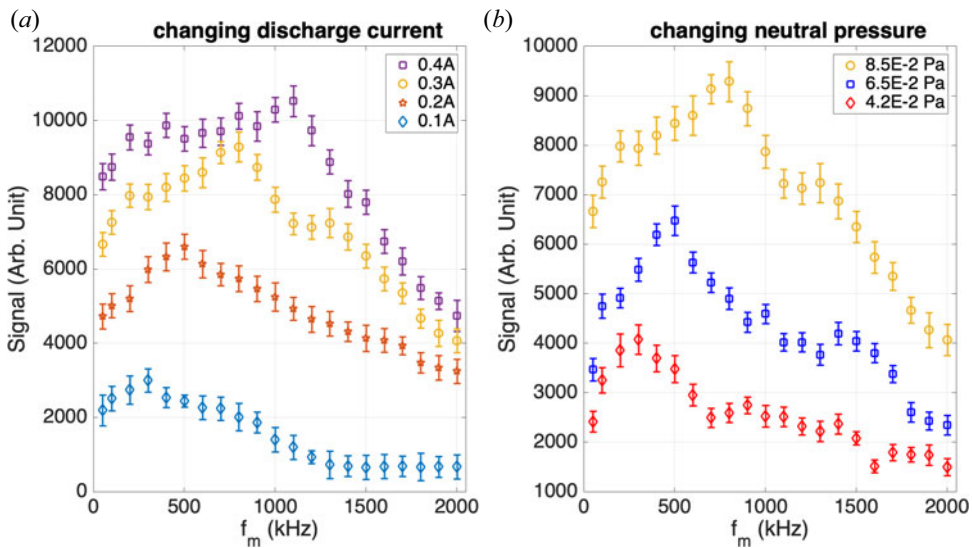 (a)
changing discharge current
12000
10000
8000
6000
4000
2000
0
Signal (Arb. Unit)
0.4A
0.3A
0.2A
0.1A
0 500 1000 1500 2000
f_m (kHz)
(b)
changing neutral pressure
10000
9000
8000
7000
6000
5000
4000
3000
2000
1000
Signal (Arb. Unit)
8.5E-2 Pa
6.5E-2 Pa
4.2E-2 Pa
0 500 1000 1500 2000
f_m (kHz)